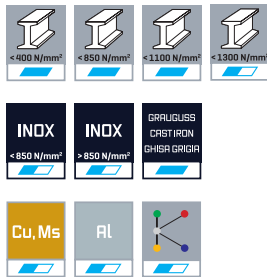 <400 N/mm²
<850 N/mm²
<1100 N/mm²
<1300 N/mm²
INOX
<850 N/mm²
INOX
>850 N/mm²
GRAUGUSS
CAST IRON
GHISA GRIGIA
Cu, Ms
Al